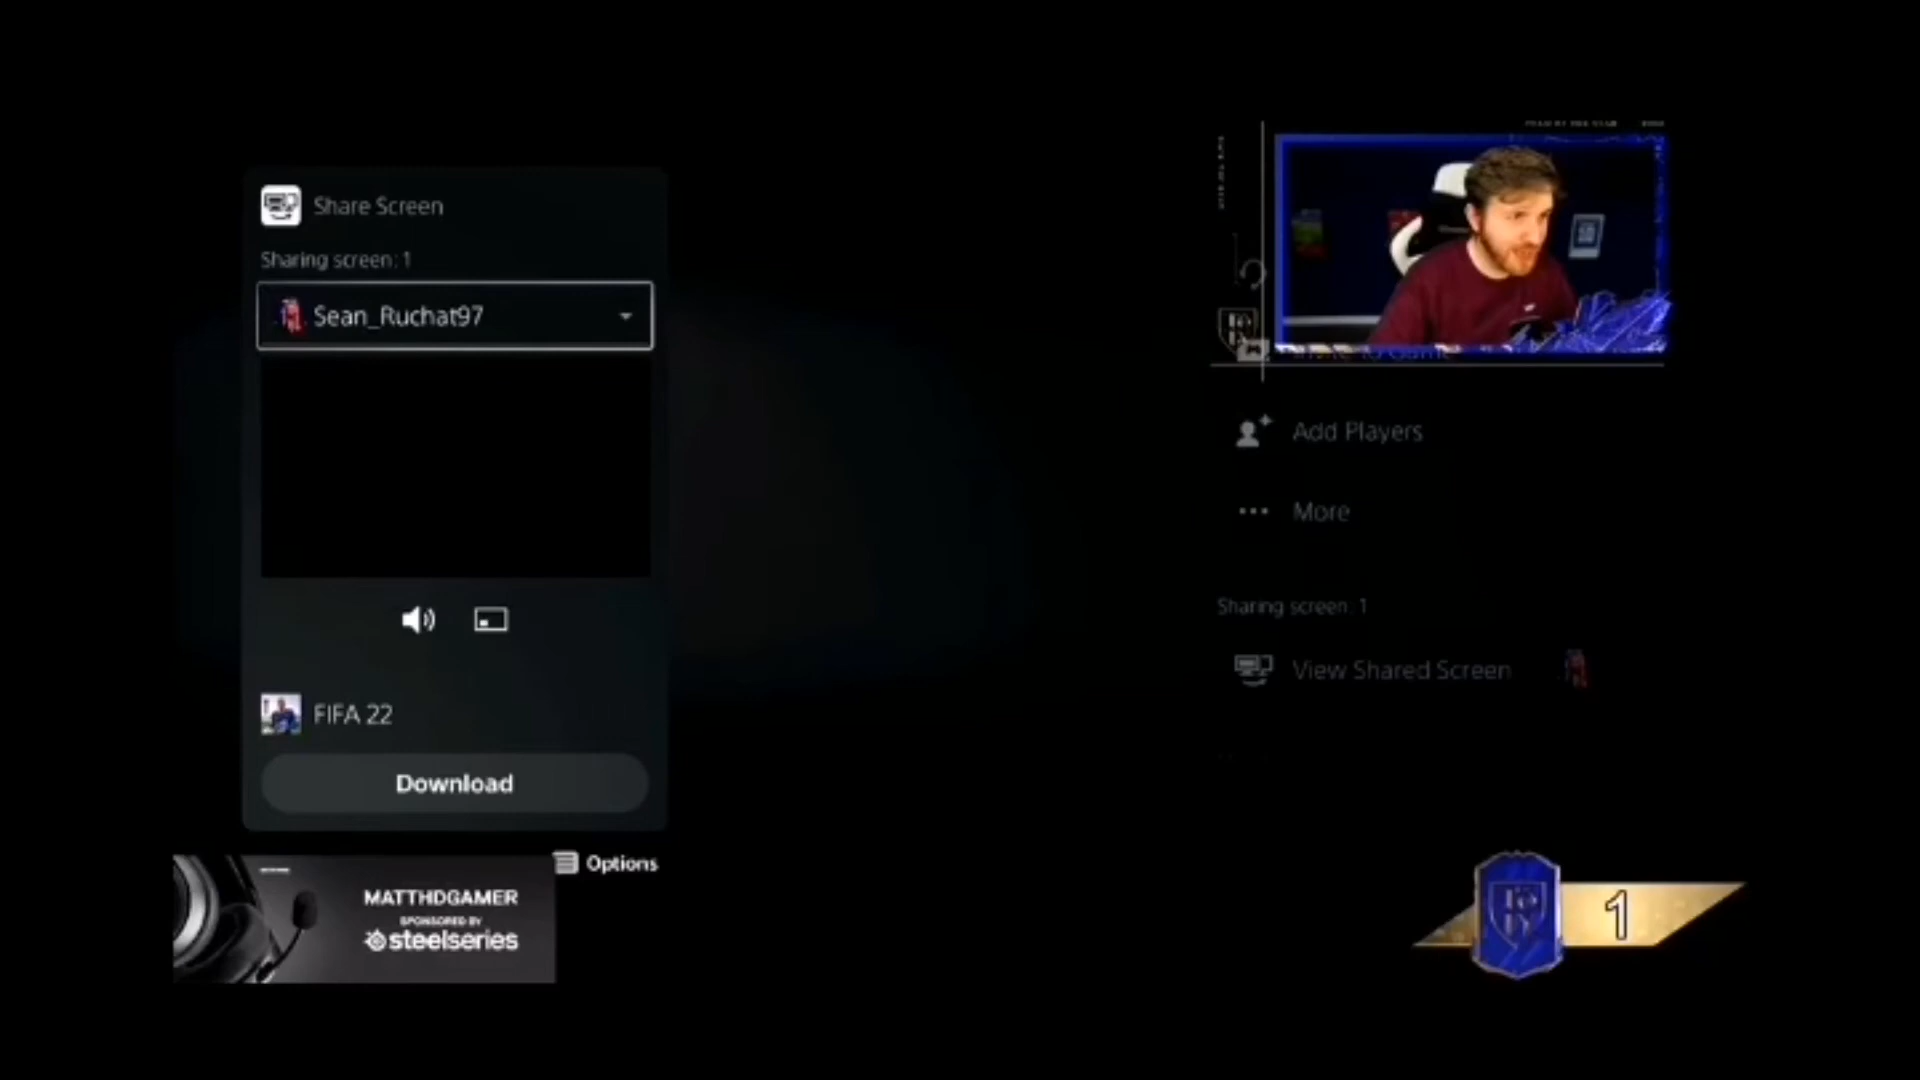 Share Screen
Sharing screen: 1
Sean_Ruchat97
FIFA 22
Download
Options
MATTHDGAMER
SPONSORED BY
steelseries
Add Players
More
Sharing screen: 1
View Shared Screen
1